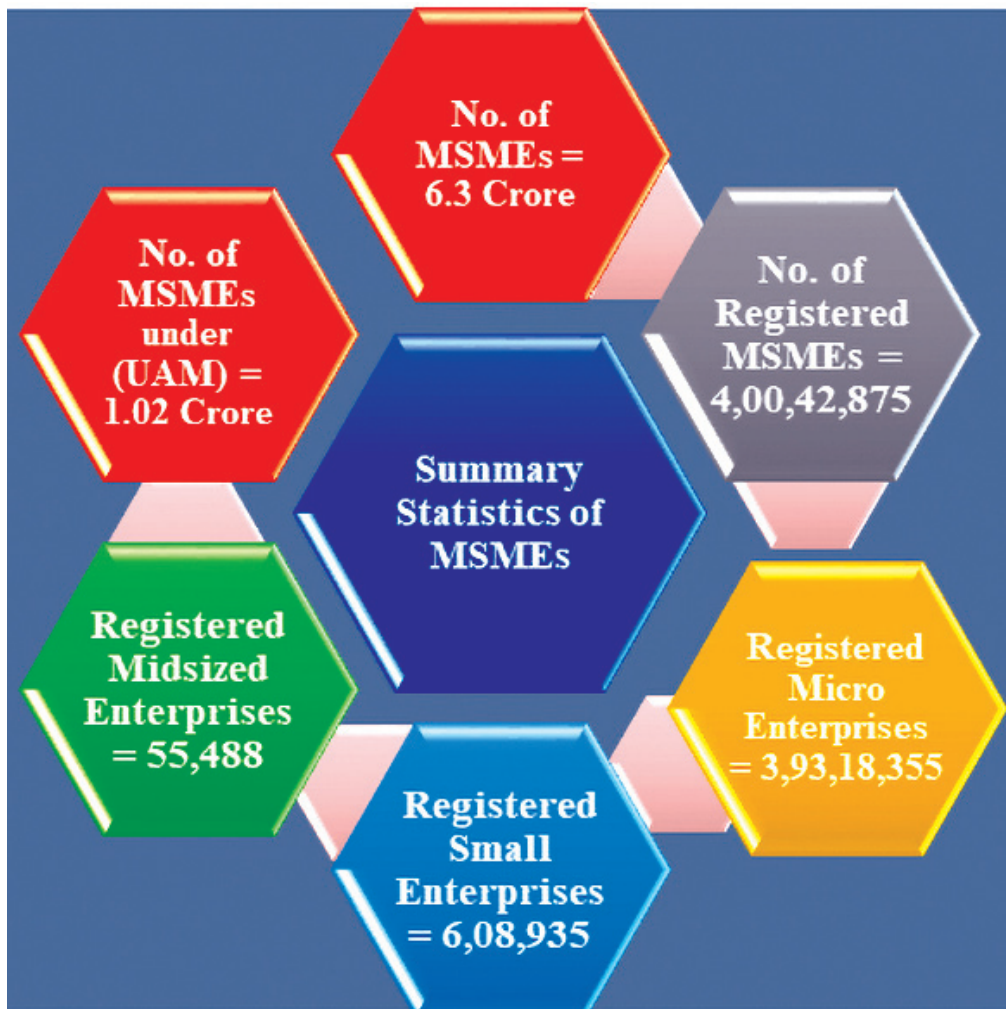 No. of
MSMEs =
6.3 Crore
No. of
Registered
MSMEs =
4,00,42,875
Registered
Micro
Enterprises
= 3,93,18,355
Registered
Small
Enterprises
= 6,08,935
Registered
Midsized
Enterprises
= 55,488
No. of
MSMEs
under
(UAM) =
1.02 Crore
Summary
Statistics of
MSMEs